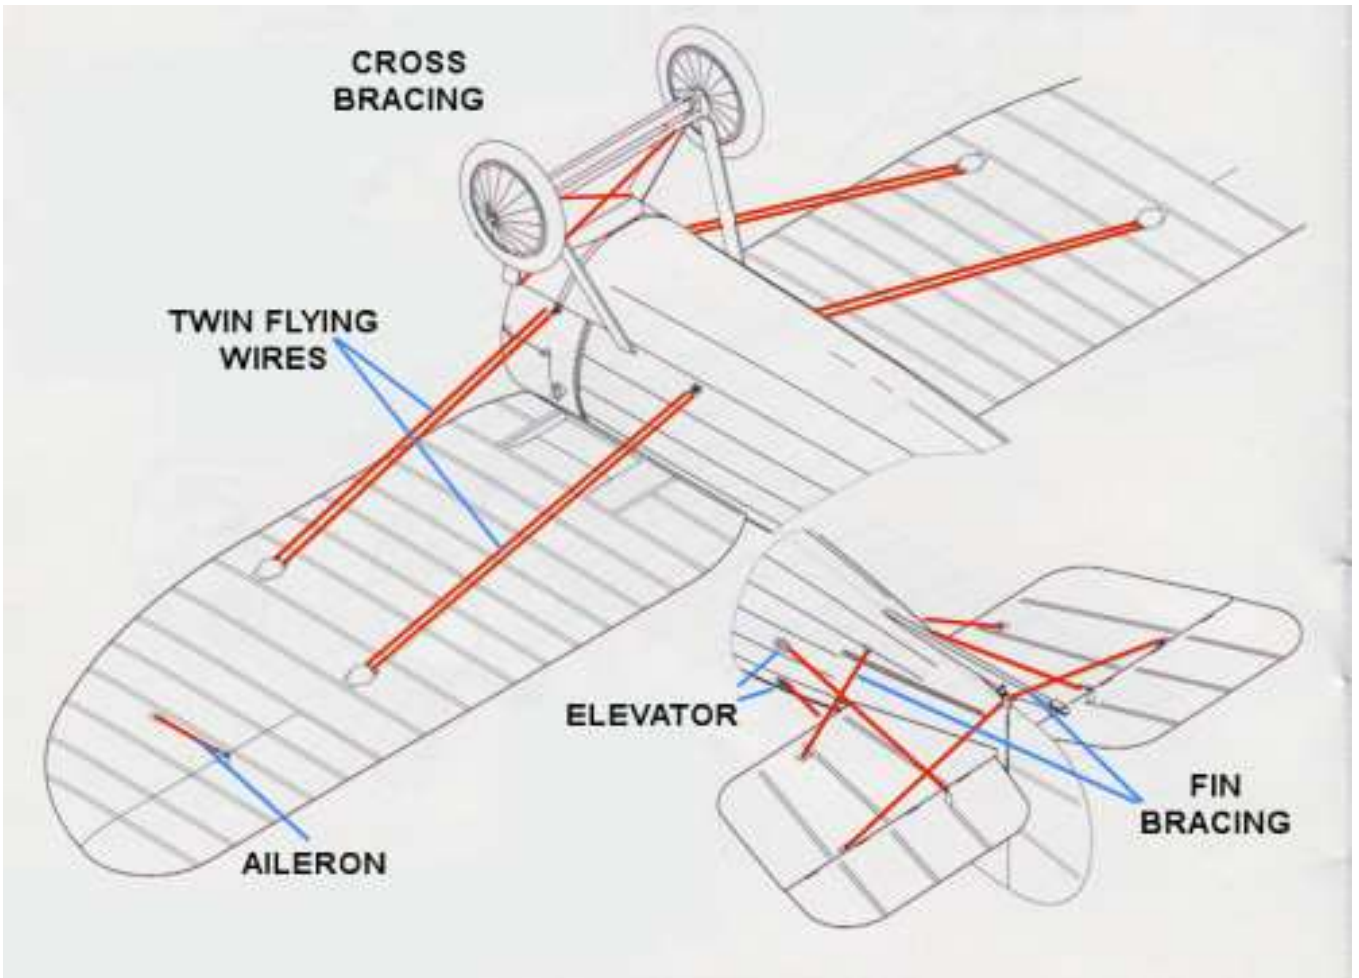 CROSS
BRACING
TWIN FLYING
WIRES
ELEVATOR
FIN
BRACING
AILERON